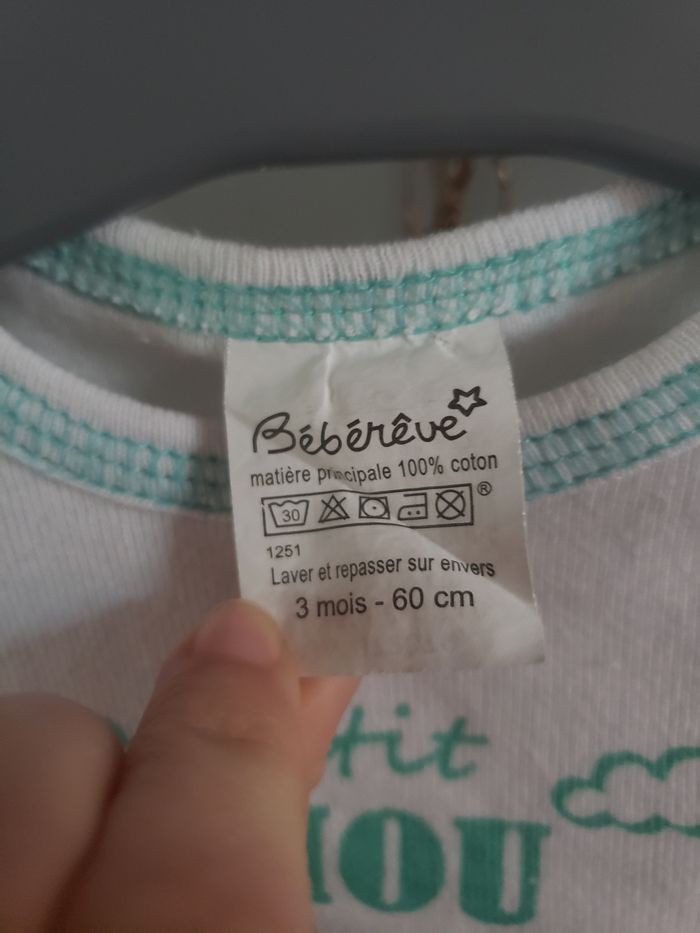 Bébérêve
matière principale 100% coton
30 ®
1251
Laver et repasser sur envers
3 mois - 60 cm